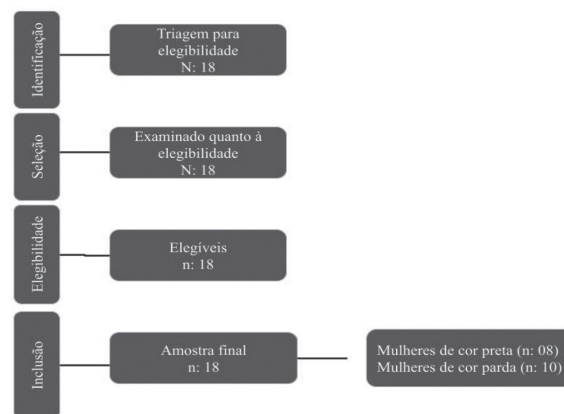 Identificação
Triagem para
elegibilidade
N: 18
Seleção
Examinado quanto à
elegibilidade
N: 18
Elegibilidade
Elegíveis
n: 18
Inclusão
Amostra final
n: 18
Mulheres de cor preta (n: 08)
Mulheres de cor parda (n: 10)